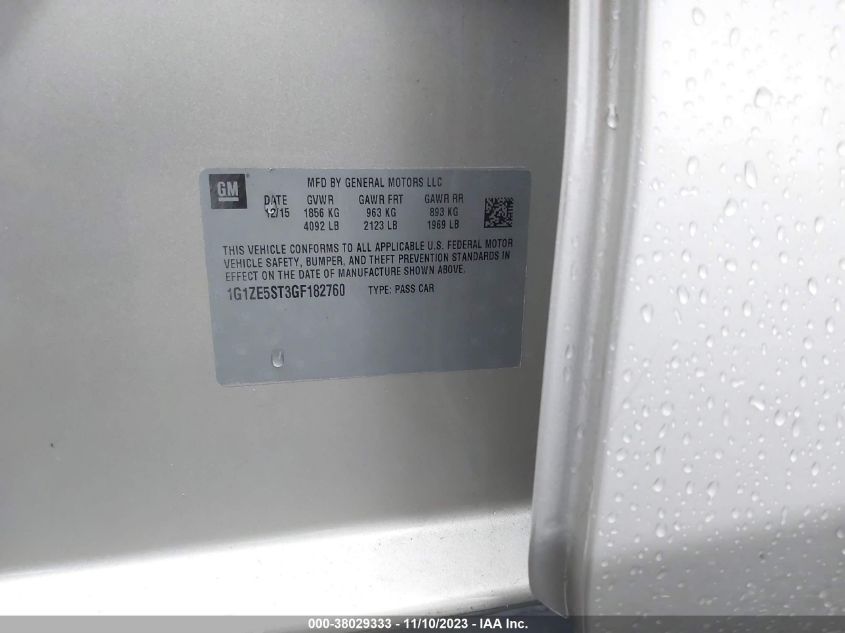 GM
MFD BY GENERAL MOTORS LLC
DATE GVWR GAWR FRT GAWR RR
12/15 1856 KG 963 KG 893 KG
4092 LB 2123 LB 1969 LB
THIS VEHICLE CONFORMS TO ALL APPLICABLE U.S. FEDERAL MOTOR
VEHICLE SAFETY, BUMPER, AND THEFT PREVENTION STANDARDS IN
EFFECT ON THE DATE OF MANUFACTURE SHOWN ABOVE.
1G1ZE5ST3GF182760 TYPE: PASS CAR
000-38029333 - 11/10/2023 - IAA Inc.